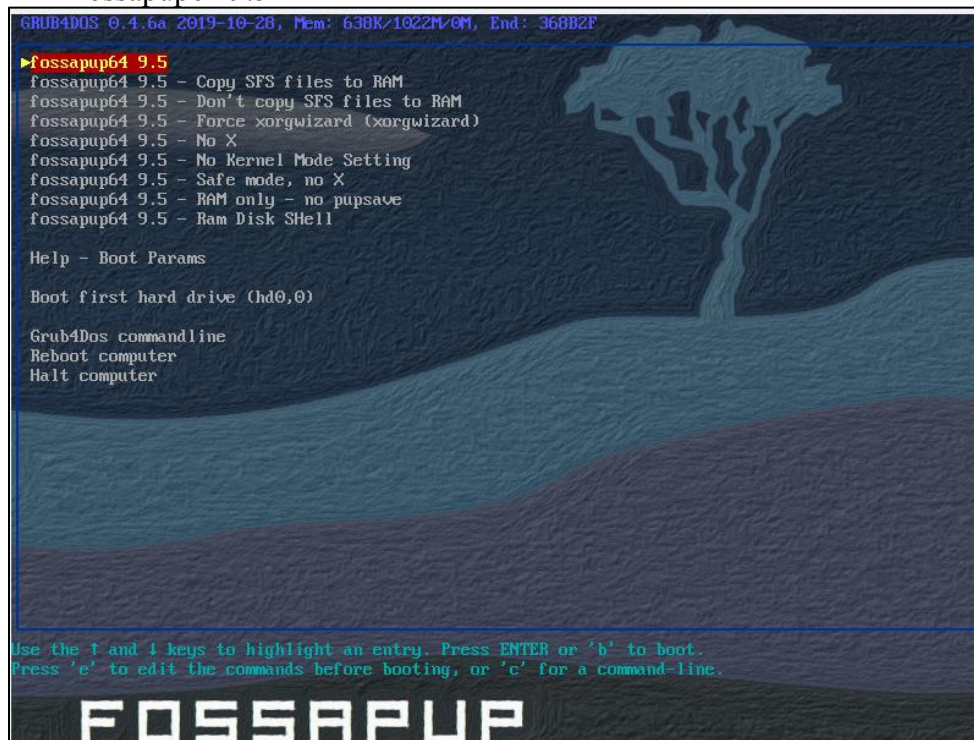 GRUB4DOS 0.4.6a 2019-10-28, Mem: 638K/1022M/0M, End: 368B2F
fossapup64 9.5
fossapup64 9.5 - Copy SFS files to RAM
fossapup64 9.5 - Don't copy SFS files to RAM
fossapup64 9.5 - Force xorgwizard (xorgwizard)
fossapup64 9.5 - No X
fossapup64 9.5 - No Kernel Mode Setting
fossapup64 9.5 - Safe mode, no X
fossapup64 9.5 - RAM only - no pupsave
fossapup64 9.5 - Ram Disk SHell
Help - Boot Params
Boot first hard drive (hd0,0)
Grub4Dos commandline
Reboot computer
Halt computer
Use the ↑ and ↓ keys to highlight an entry. Press ENTER or 'b' to boot.
Press 'e' to edit the commands before booting, or 'c' for a command-line.
FOSSAPUP